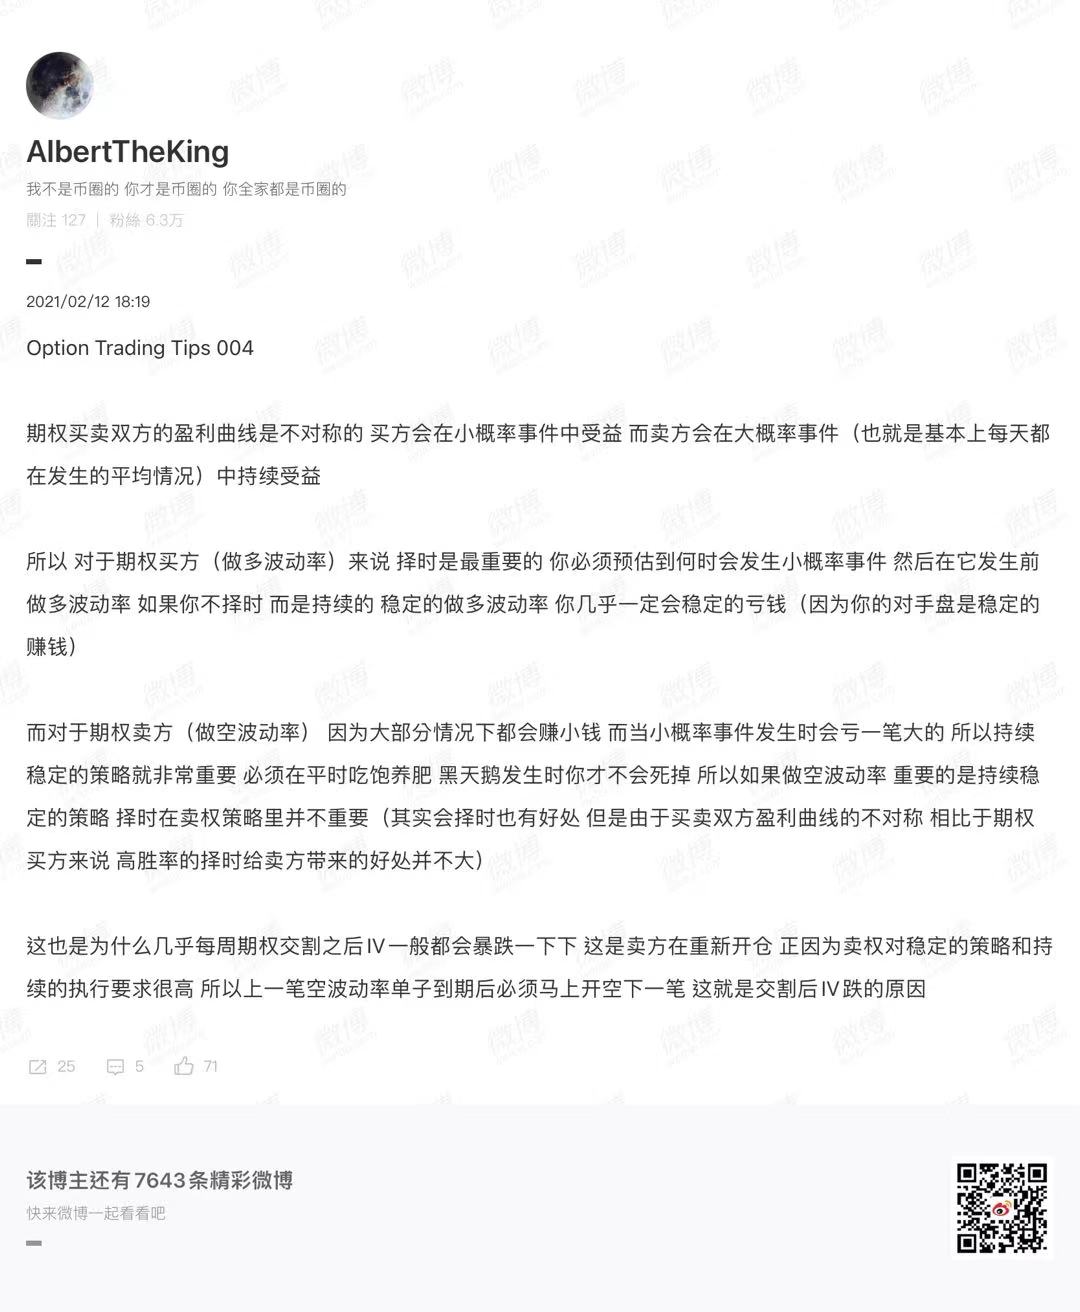 AlbertTheKing
我不是币圈的 你才是币圈的 你全家都是币圈的
關注 127 | 粉絲 6.3万
2021/02/12 18:19
Option Trading Tips 004
期权买卖双方的盈利曲线是不对称的 买方会在小概率事件中受益 而卖方会在大概率事件（也就是基本上每天都
在发生的平均情况）中持续受益
所以 对于期权买方（做多波动率）来说 择时是最重要的 你必须预估到何时会发生小概率事件 然后在它发生前
做多波动率 如果你不择时 而是持续的 稳定的做多波动率 你几乎一定会稳定的亏钱（因为你的对手盘是稳定的
赚钱）
而对于期权卖方（做空波动率） 因为大部分情况下都会赚小钱 而当小概率事件发生时会亏一笔大的 所以持续
稳定的策略就非常重要 必须在平时吃饱养肥 黑天鹅发生时你才不会死掉 所以如果做空波动率 重要的是持续稳
定的策略 择时在卖权策略里并不重要（其实会择时也有好处 但是由于买卖双方盈利曲线的不对称 相比于期权
买方来说 高胜率的择时给卖方带来的好处并不大）
这也是为什么几乎每周期权交割之后IV一般都会暴跌一下下 这是卖方在重新开仓 正因为卖权对稳定的策略和持
续的执行要求很高 所以上一笔空波动率单子到期后必须马上开空下一笔 这就是交割后IV跌的原因
25 5 71
该博主还有7643条精彩微博
快来微博一起看看吧